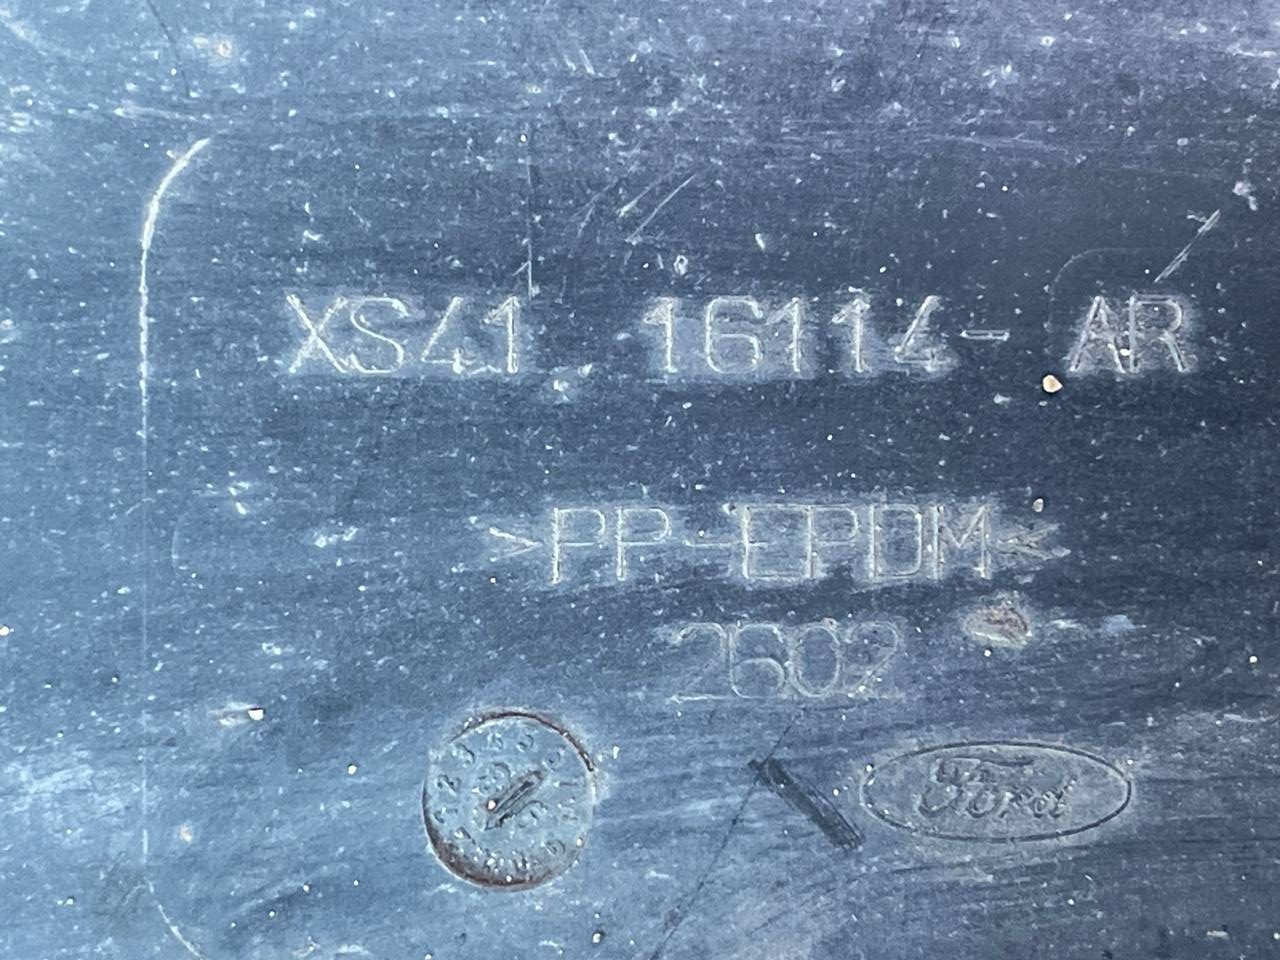 XS41 16114- AR
>PP-EPDM<
2602
Ford